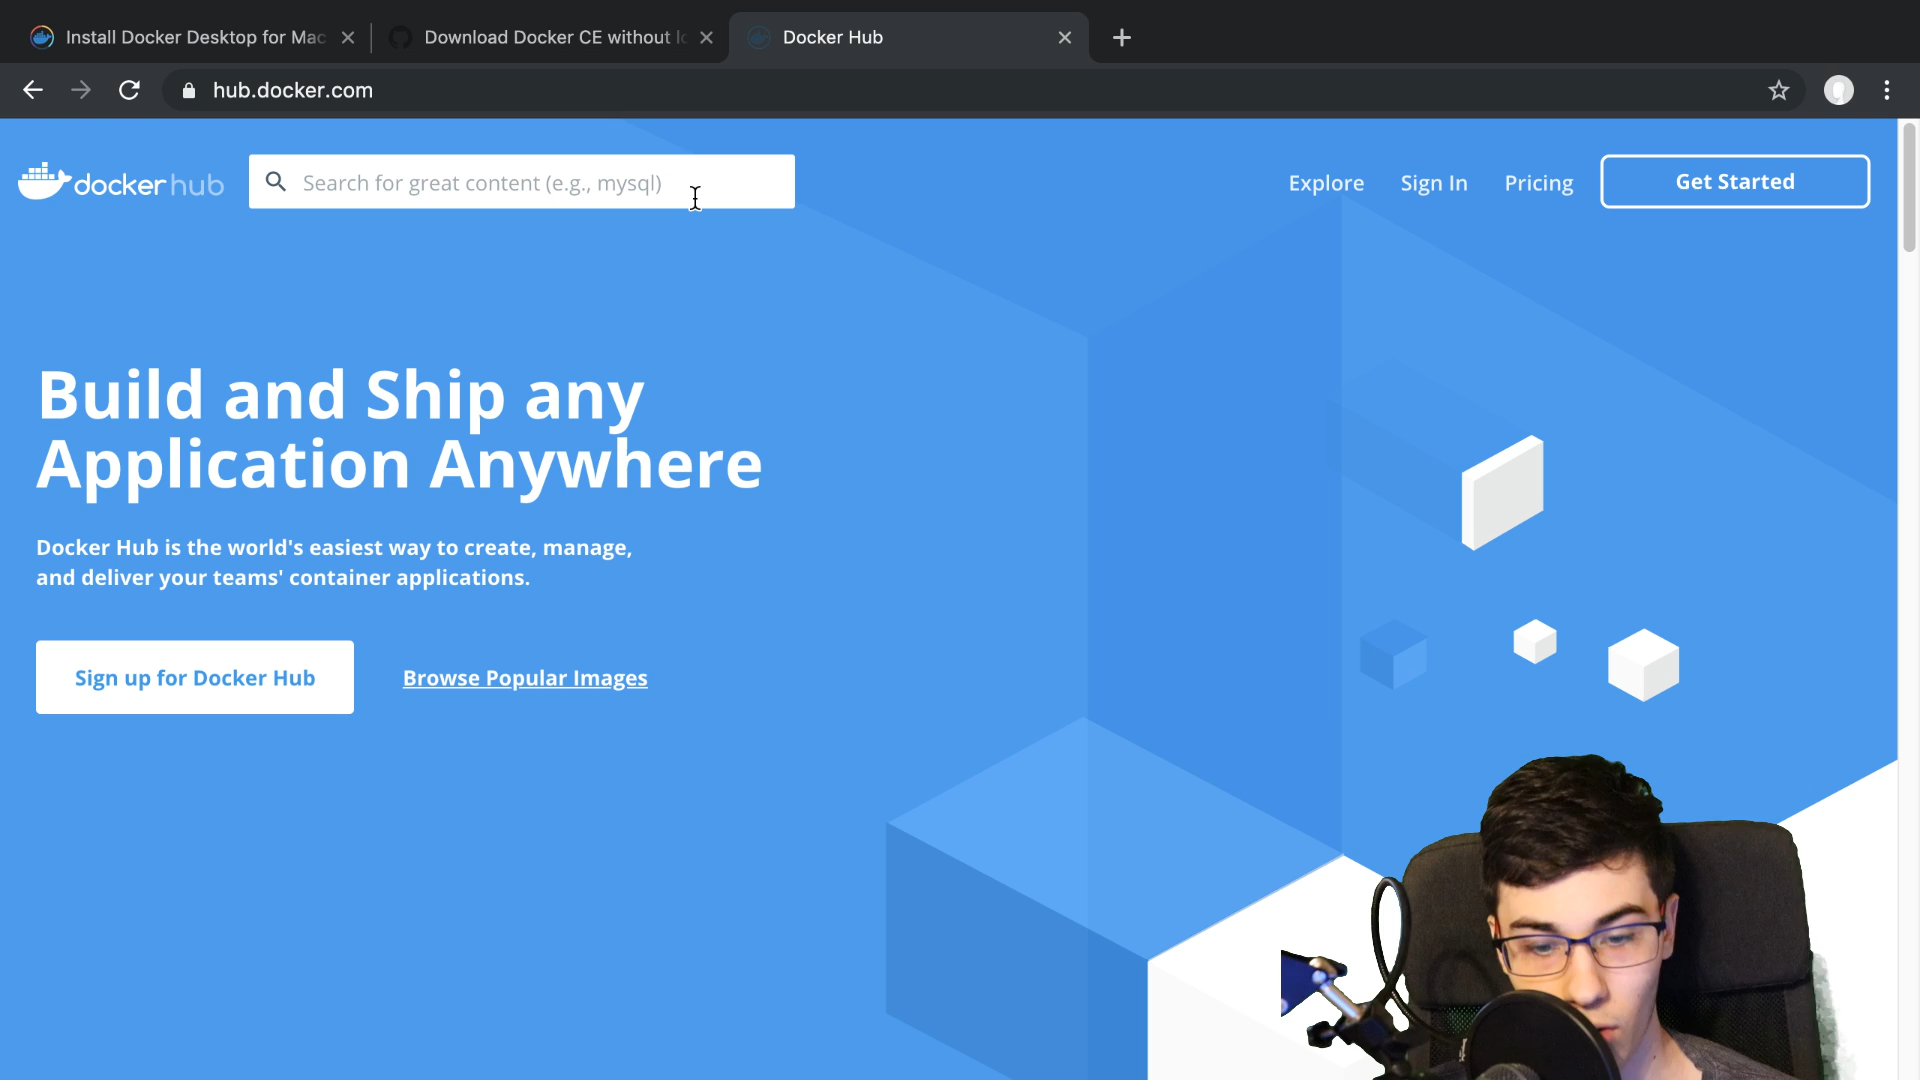 Install Docker Desktop for Mac
Download Docker CE without lo
Docker Hub
hub.docker.com
docker hub
Search for great content (e.g., mysql)
Explore
Sign In
Pricing
Get Started
Build and Ship any
Application Anywhere
Docker Hub is the world's easiest way to create, manage,
and deliver your teams' container applications.
Sign up for Docker Hub
Browse Popular Images